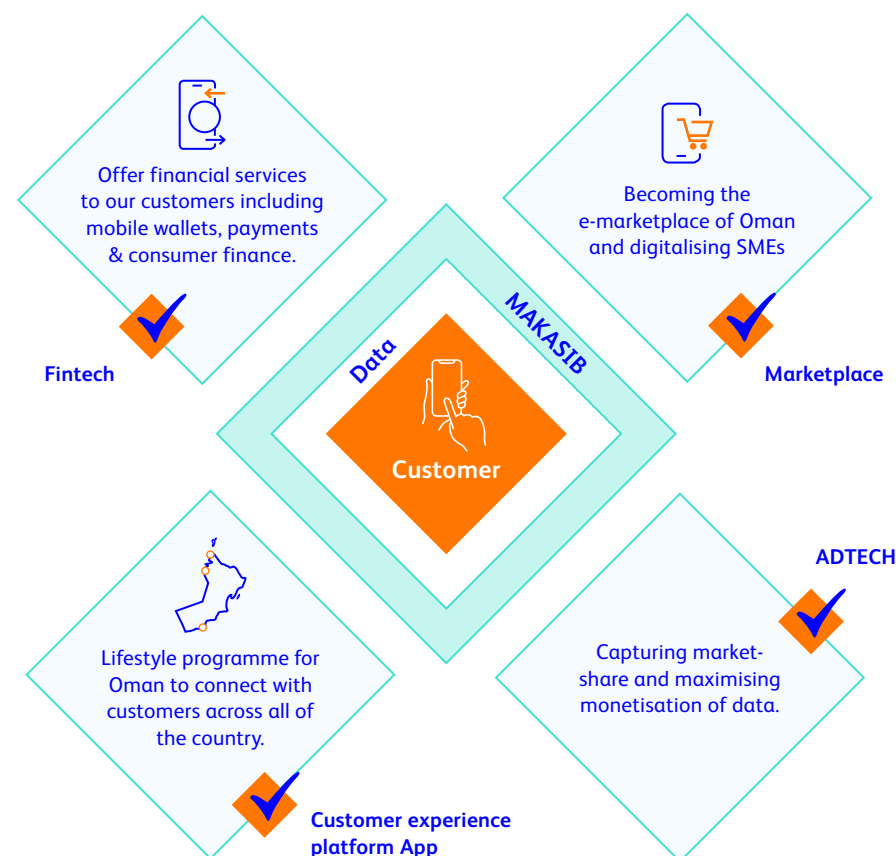 Offer financial services
to our customers including
mobile wallets, payments
& consumer finance.
Fintech
Becoming the
e-marketplace of Oman
and digitalising SMEs
Marketplace
Data
MAKASIB
Customer
Lifestyle programme for
Oman to connect with
customers across all of
the country.
Customer experience
platform App
ADTECH
Capturing market-
share and maximising
monetisation of data.